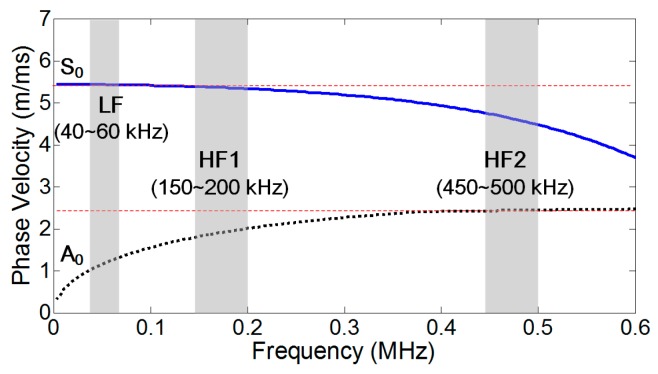 7
6
5
4
3
2
1
0
Phase Velocity (m/ms)
S0
LF
(40~60 kHz)
HF1
(150~200 kHz)
HF2
(450~500 kHz)
A0
0 0.1 0.2 0.3 0.4 0.5 0.6
Frequency (MHz)